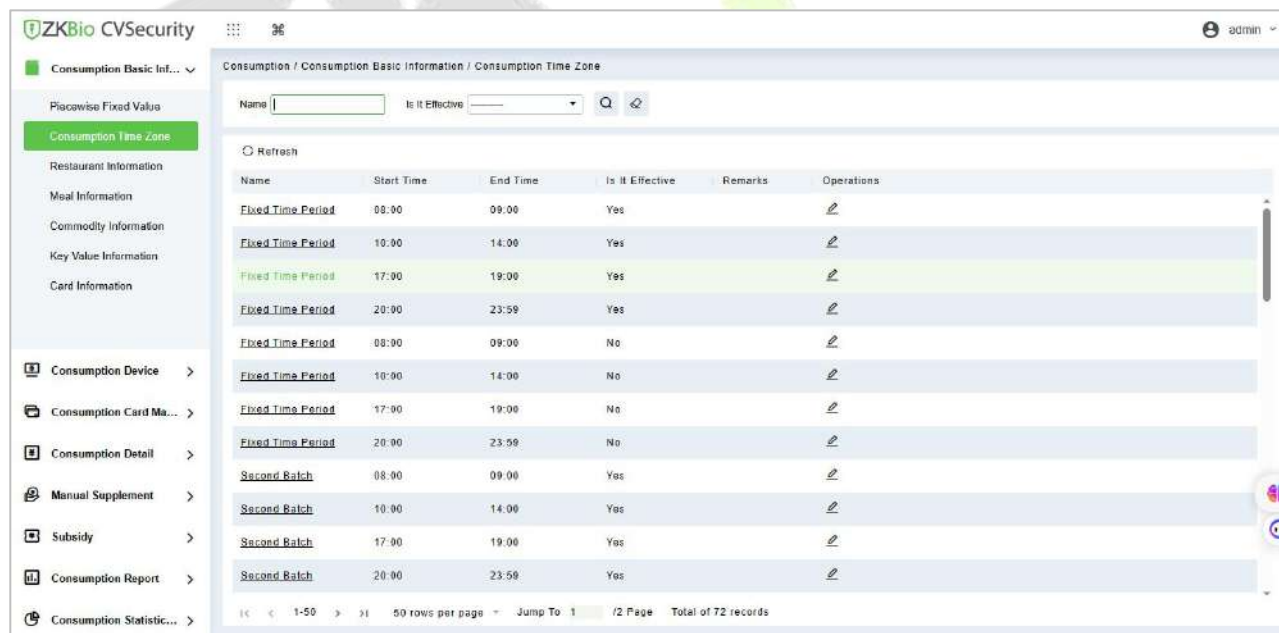 ZKBio CVSecurity
admin
Consumption Basic Inf...
Consumption / Consumption Basic Information / Consumption Time Zone
Piecewise Fixed Value
Name
Is It Effective
---------
Consumption Time Zone
Restaurant Information
Meal Information
Commodity Information
Key Value Information
Card Information
Refresh
Name Start Time End Time Is It Effective Remarks Operations
Fixed Time Period 08:00 09:00 Yes
Fixed Time Period 10:00 14:00 Yes
Fixed Time Period 17:00 19:00 Yes
Fixed Time Period 20:00 23:59 Yes
Fixed Time Period 08:00 09:00 No
Fixed Time Period 10:00 14:00 No
Fixed Time Period 17:00 19:00 No
Fixed Time Period 20:00 23:59 No
Second Batch 08:00 09:00 Yes
Second Batch 10:00 14:00 Yes
Second Batch 17:00 19:00 Yes
Second Batch 20:00 23:59 Yes
Consumption Device
Consumption Card Ma...
Consumption Detail
Manual Supplement
Subsidy
Consumption Report
Consumption Statistic...
1-50 50 rows per page Jump To 1 /2 Page Total of 72 records